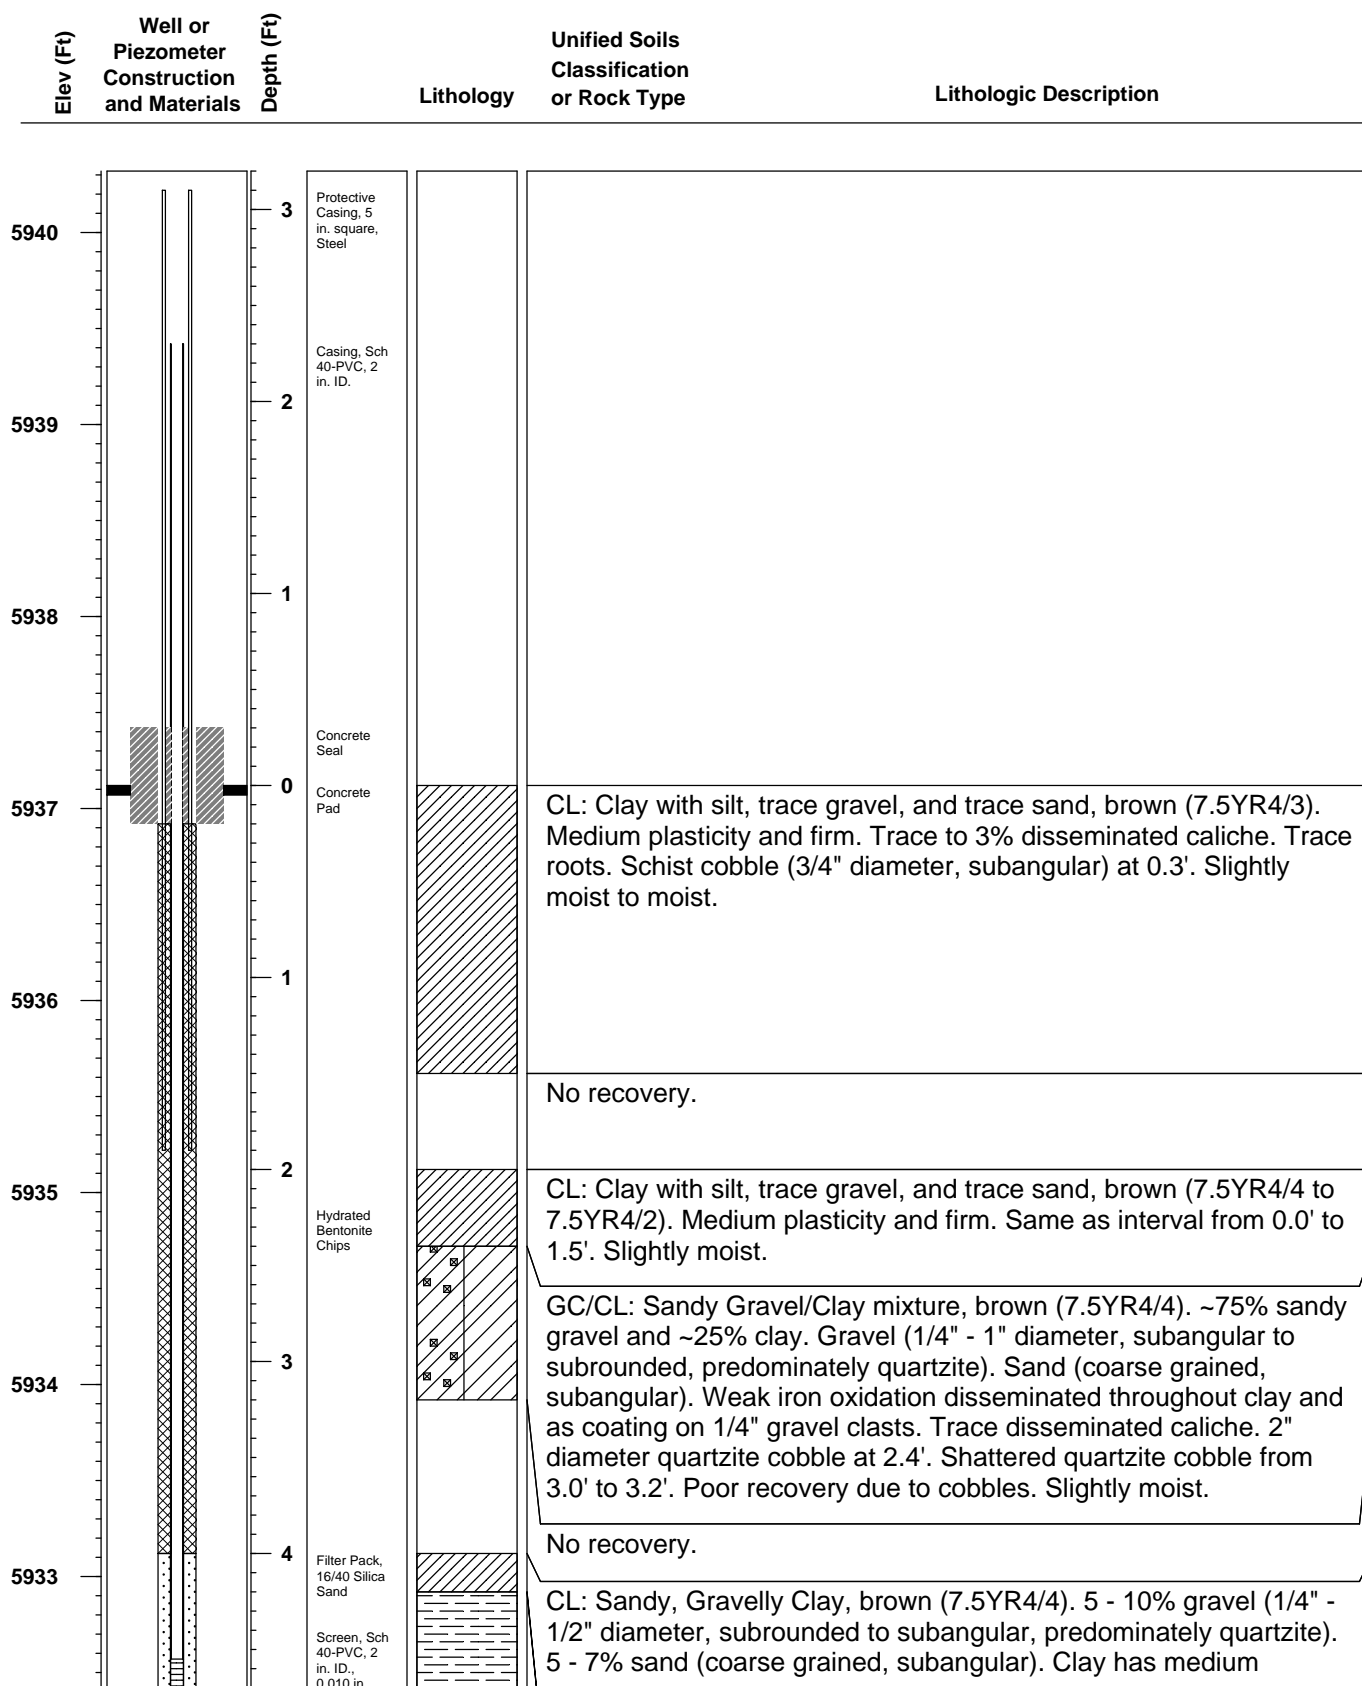 Elev (Ft)
Well or
Piezometer
Construction
and Materials
Depth (Ft)
Lithology
Unified Soils
Classification
or Rock Type
Lithologic Description
5940
5939
5938
5937
5936
5935
5934
5933
3
2
1
0
1
2
3
4
Protective
Casing, 5
in. square,
Steel
Casing, Sch
40-PVC, 2
in. ID.
Concrete
Seal
Concrete
Pad
Hydrated
Bentonite
Chips
Filter Pack,
16/40 Silica
Sand
Screen, Sch
40-PVC, 2
in. ID.,
0.010 in
CL: Clay with silt, trace gravel, and trace sand, brown (7.5YR4/3).
Medium plasticity and firm. Trace to 3% disseminated caliche. Trace
roots. Schist cobble (3/4" diameter, subangular) at 0.3'. Slightly
moist to moist.
No recovery.
CL: Clay with silt, trace gravel, and trace sand, brown (7.5YR4/4 to
7.5YR4/2). Medium plasticity and firm. Same as interval from 0.0' to
1.5'. Slightly moist.
GC/CL: Sandy Gravel/Clay mixture, brown (7.5YR4/4). ~75% sandy
gravel and ~25% clay. Gravel (1/4" - 1" diameter, subangular to
subrounded, predominately quartzite). Sand (coarse grained,
subangular). Weak iron oxidation disseminated throughout clay and
as coating on 1/4" gravel clasts. Trace disseminated caliche. 2"
diameter quartzite cobble at 2.4'. Shattered quartzite cobble from
3.0' to 3.2'. Poor recovery due to cobbles. Slightly moist.
No recovery.
CL: Sandy, Gravelly Clay, brown (7.5YR4/4). 5 - 10% gravel (1/4" -
1/2" diameter, subrounded to subangular, predominately quartzite).
5 - 7% sand (coarse grained, subangular). Clay has medium